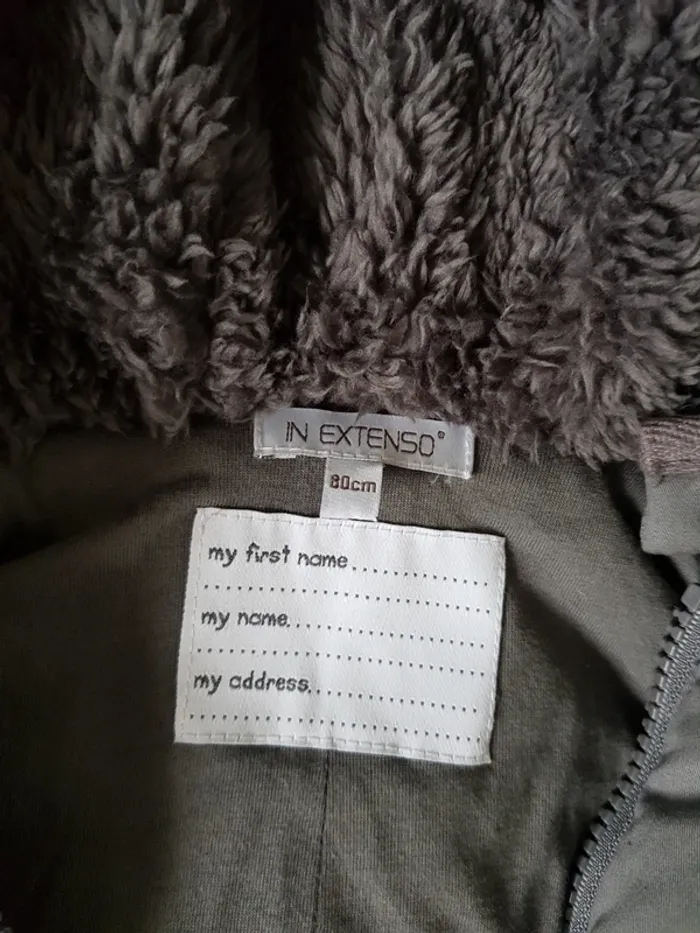 IN EXTENSO®
80cm
my first name
my name
my address